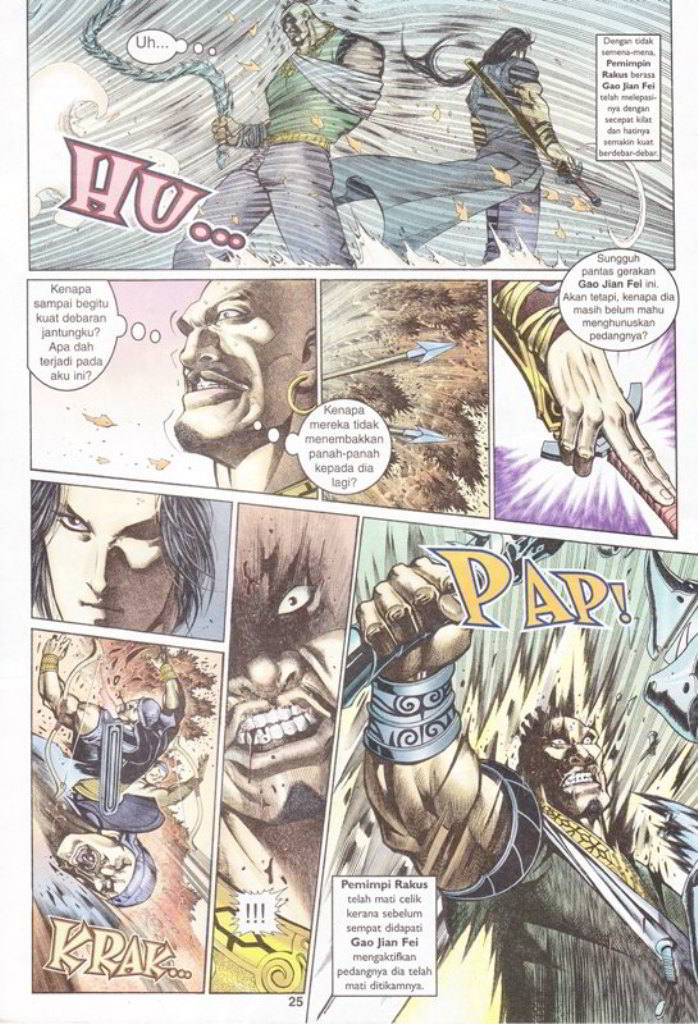 Uh...
Dengan tidak
semena-mena,
Pemimpin
Rakus berasa
Gao Jian Fei
telah melepasi-
nya dengan
secepat kilat
dan hatinya
semakin kuat
berdebar-debar.
HU...
Kenapa
sampai begitu
kuat debaran
jantungku?
Apa dah
terjadi pada
aku ini?
Kenapa
mereka tidak
menembakkan
panah-panah
kepada dia
lagi?
Sungguh
pantas gerakan
Gao Jian Fei ini.
Akan tetapi, kenapa dia
masih belum mahu
menghunuskan
pedangnya?
PAP!
KRAK...
!!!
Pemimpi Rakus
telah mati celik
kerana sebelum
sempat didapati
Gao Jian Fei
mengaktifkan
pedangnya dia telah
mati ditikamnya.
25